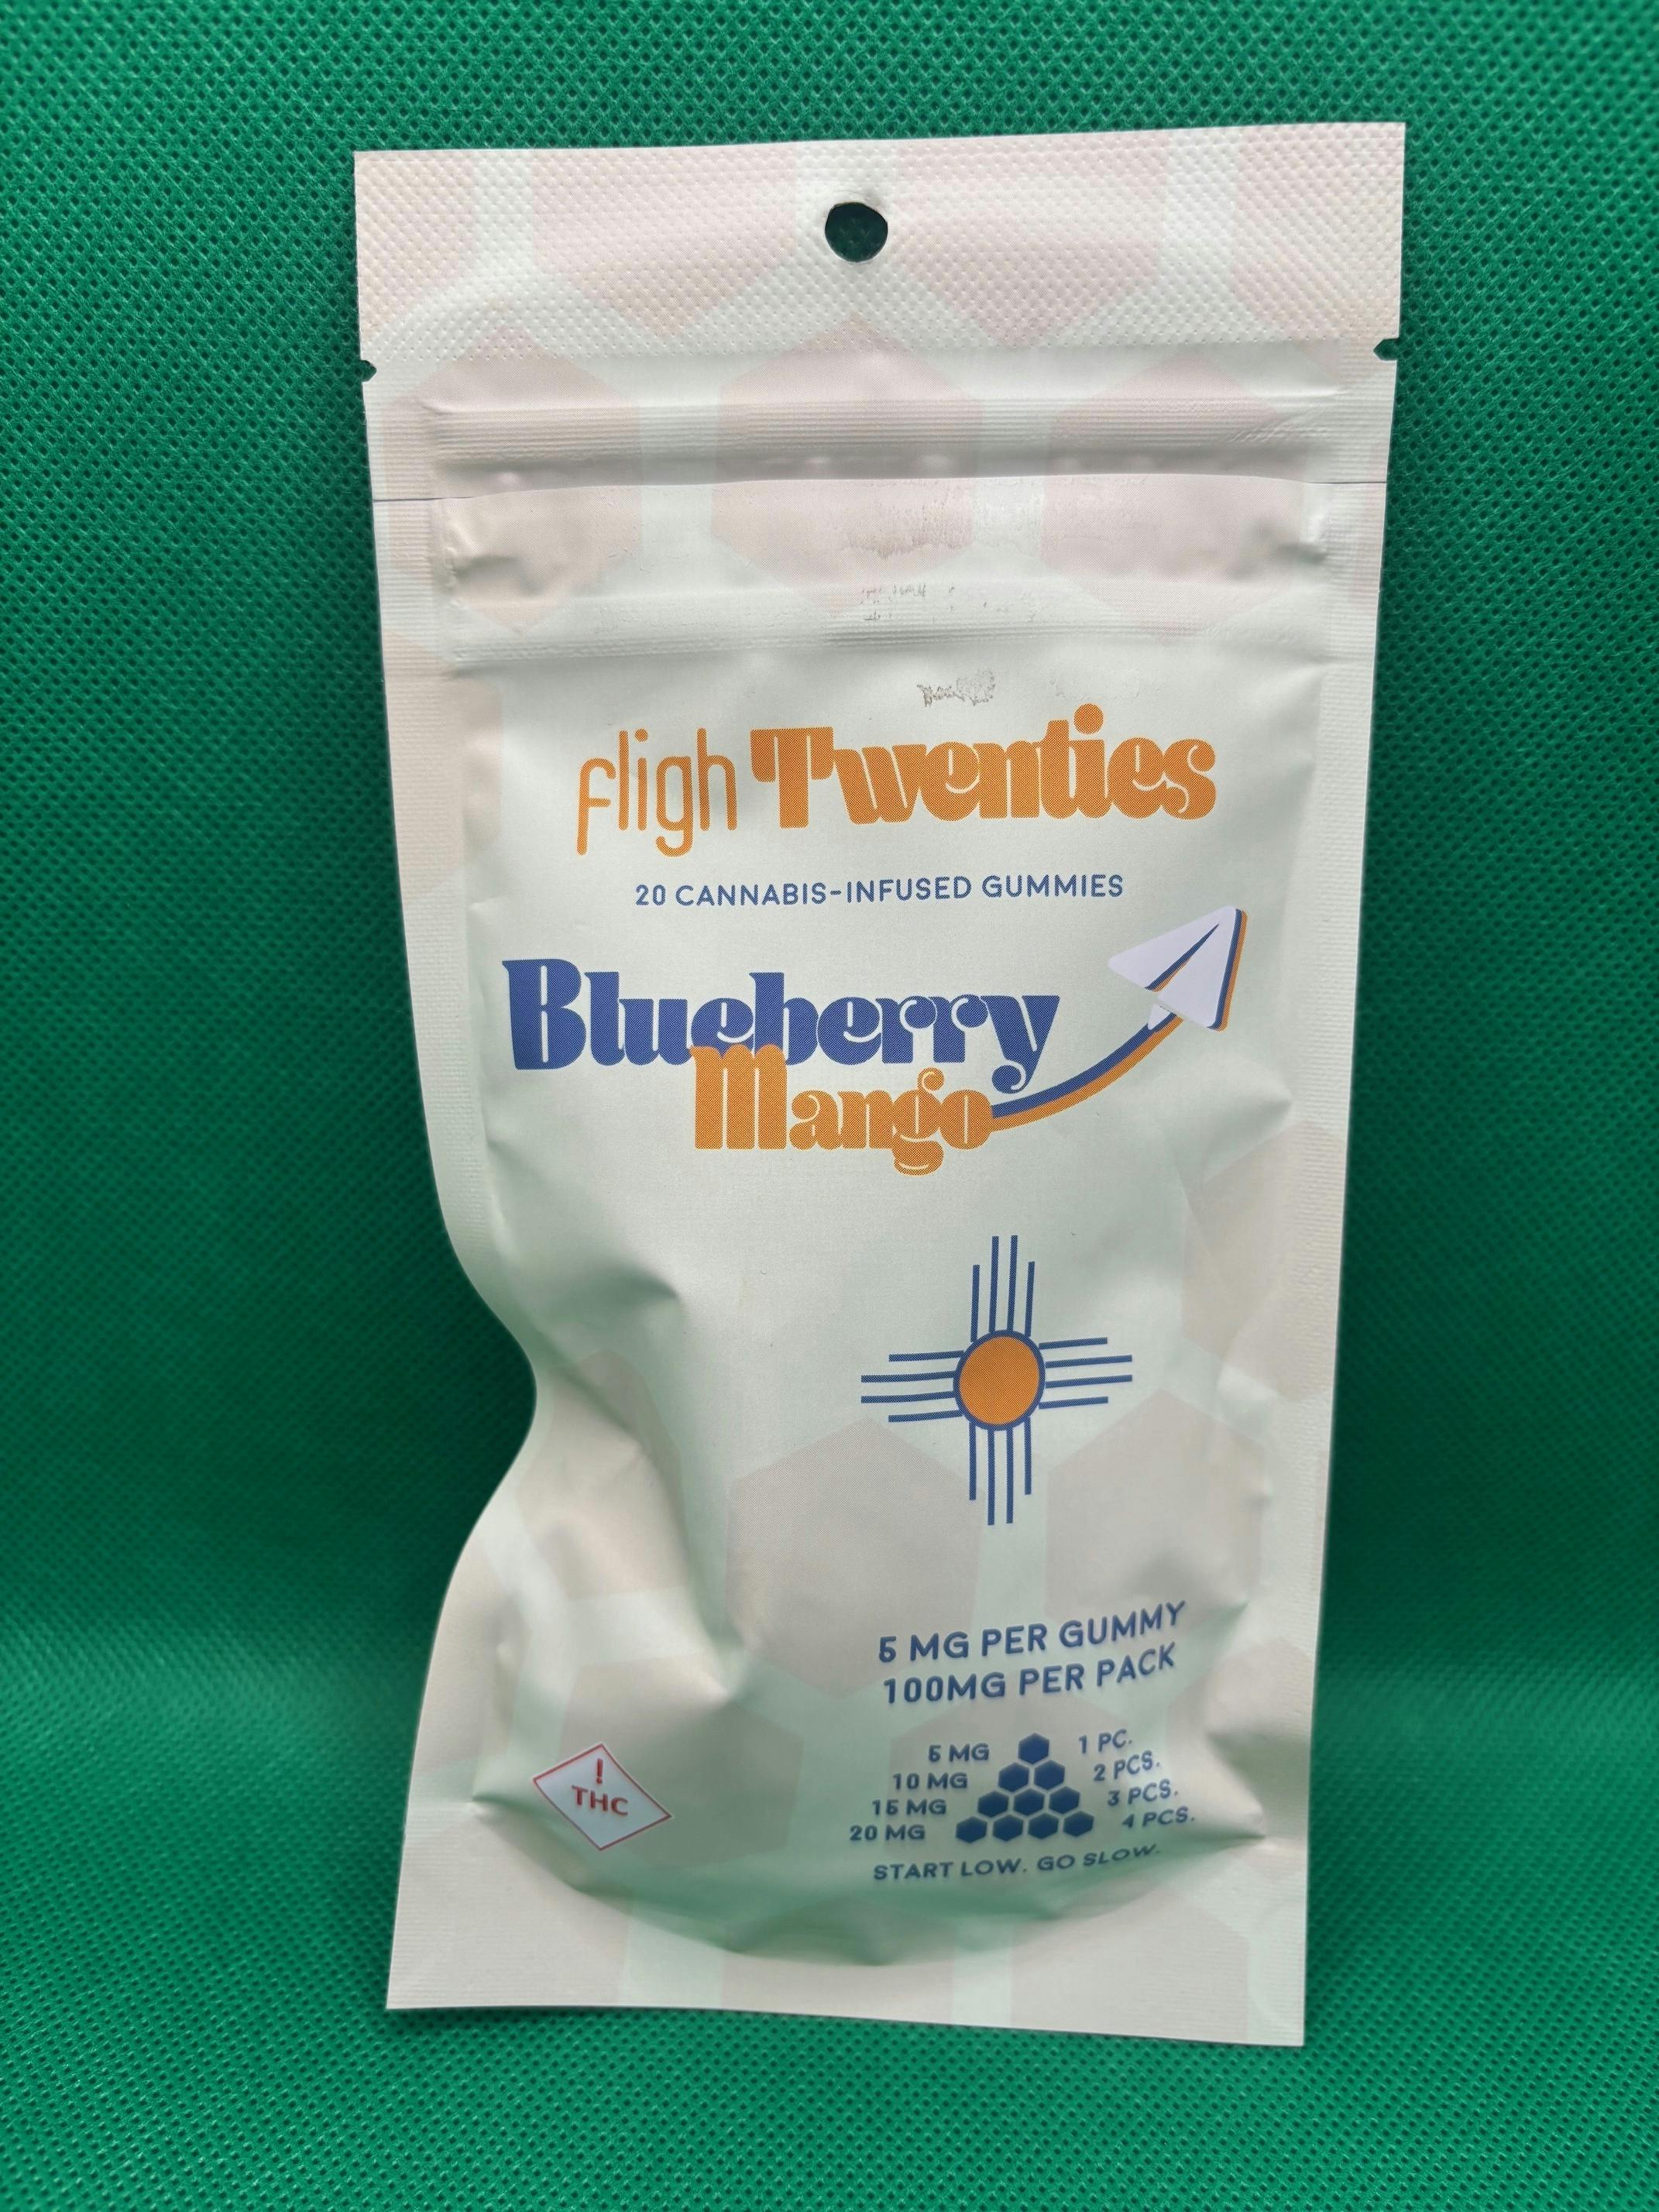 fligh Twenties
20 CANNABIS-INFUSED GUMMIES
Blueberry
Mango
5 MG PER GUMMY
100MG PER PACK
5 MG 1 PC.
10 MG 2 PCS.
15 MG 3 PCS.
20 MG 4 PCS.
START LOW. GO SLOW.
!
THC